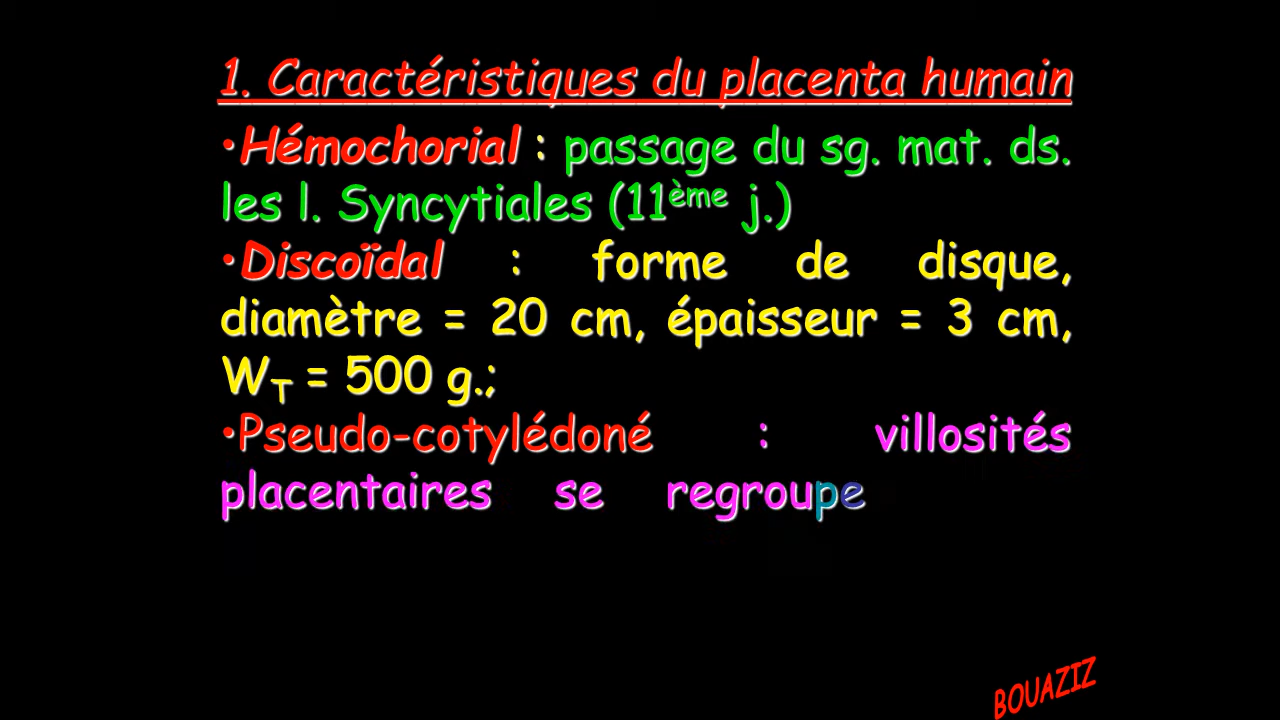 1. Caractéristiques du placenta humain
•Hémochorial : passage du sg. mat. ds.
les l. Syncytiales (11ème j.)
•Discoïdal : forme de disque,
diamètre = 20 cm, épaisseur = 3 cm,
WT = 500 g.;
•Pseudo-cotylédoné : villosités
placentaires se regroupe
BOUAZIZ